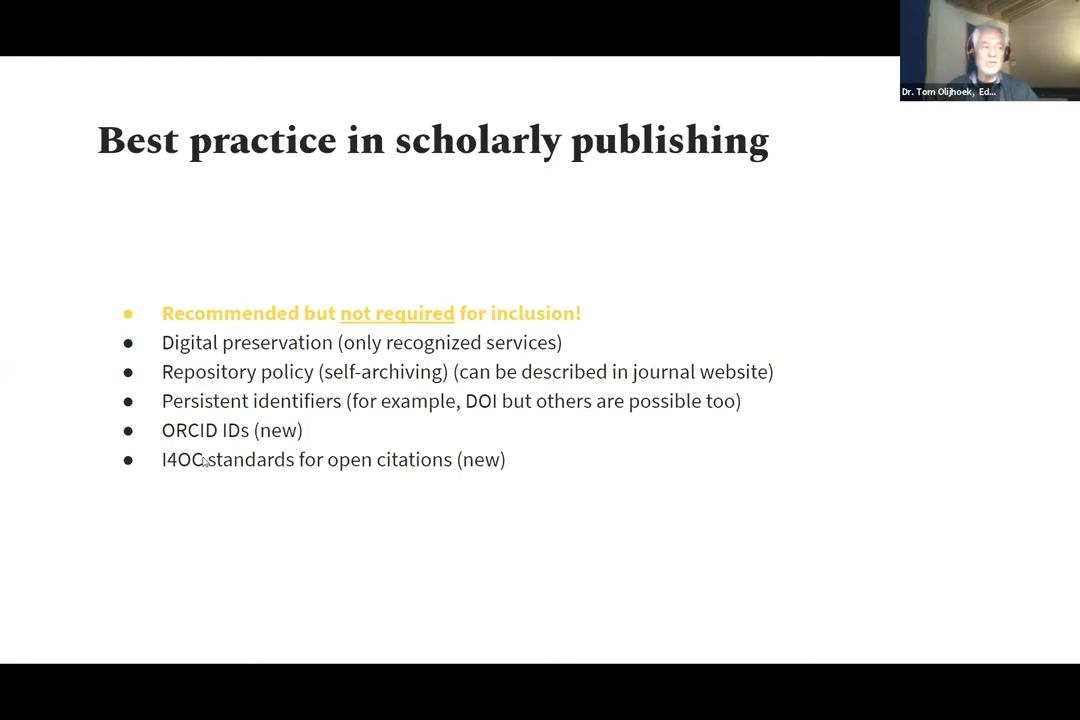 Dr. Tom Olijhoek, Ed...
Best practice in scholarly publishing
Recommended but not required for inclusion!
Digital preservation (only recognized services)
Repository policy (self-archiving) (can be described in journal website)
Persistent identifiers (for example, DOI but others are possible too)
ORCID IDs (new)
I4OC standards for open citations (new)